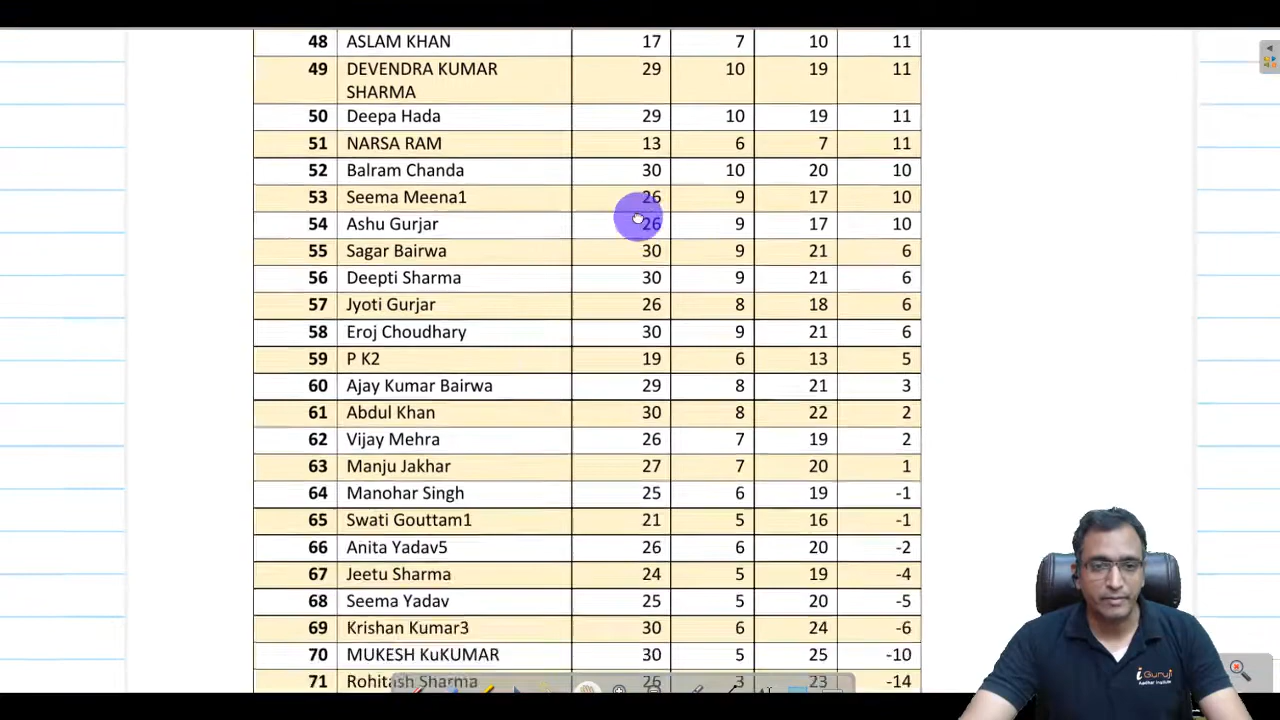 48 ASLAM KHAN 17 7 10 11
49 DEVENDRA KUMAR 29 10 19 11
SHARMA
50 Deepa Hada 29 10 19 11
51 NARSA RAM 13 6 7 11
52 Balram Chanda 30 10 20 10
53 Seema Meena1 26 9 17 10
54 Ashu Gurjar 26 9 17 10
55 Sagar Bairwa 30 9 21 6
56 Deepti Sharma 30 9 21 6
57 Jyoti Gurjar 26 8 18 6
58 Eroj Choudhary 30 9 21 6
59 P K2 19 6 13 5
60 Ajay Kumar Bairwa 29 8 21 3
61 Abdul Khan 30 8 22 2
62 Vijay Mehra 26 7 19 2
63 Manju Jakhar 27 7 20 1
64 Manohar Singh 25 6 19 -1
65 Swati Gouttam1 21 5 16 -1
66 Anita Yadav5 26 6 20 -2
67 Jeetu Sharma 24 5 19 -4
68 Seema Yadav 25 5 20 -5
69 Krishan Kumar3 30 6 24 -6
70 MUKESH KuKUMAR 30 5 25 -10
71 Rohitash Sharma 26 3 23 -14
iGuruji
Aadhar Institute